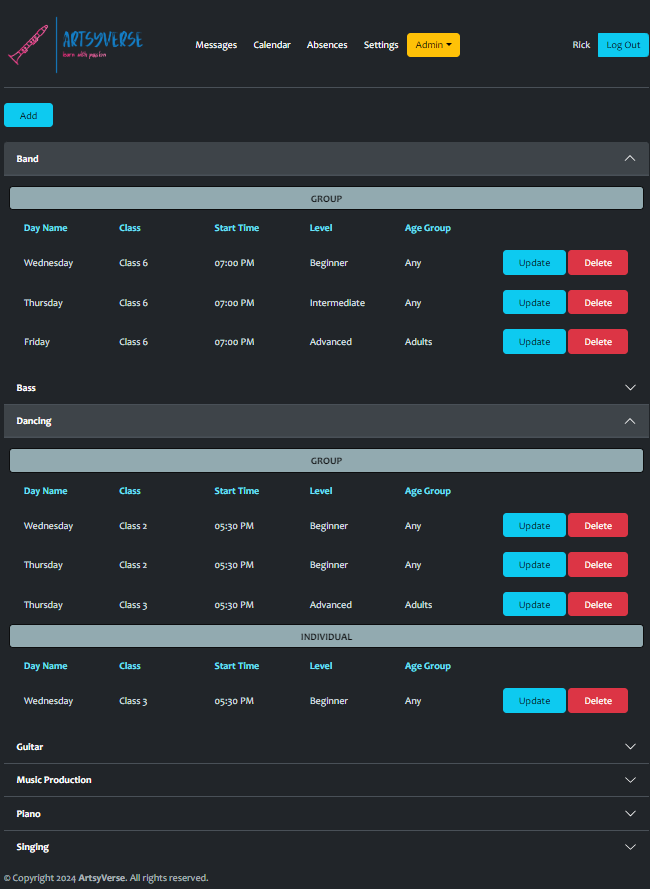 ARTSYVERSE
learn with passion
Messages Calendar Absences Settings Admin Rick Log Out
Add
Band
GROUP
Day Name Class Start Time Level Age Group
Wednesday Class 6 07:00 PM Beginner Any Update Delete
Thursday Class 6 07:00 PM Intermediate Any Update Delete
Friday Class 6 07:00 PM Advanced Adults Update Delete
Bass
Dancing
GROUP
Day Name Class Start Time Level Age Group
Wednesday Class 2 05:30 PM Beginner Any Update Delete
Thursday Class 2 05:30 PM Beginner Any Update Delete
Thursday Class 3 05:30 PM Advanced Adults Update Delete
INDIVIDUAL
Day Name Class Start Time Level Age Group
Wednesday Class 3 05:30 PM Beginner Any Update Delete
Guitar
Music Production
Piano
Singing
© Copyright 2024 ArtsyVerse. All rights reserved.